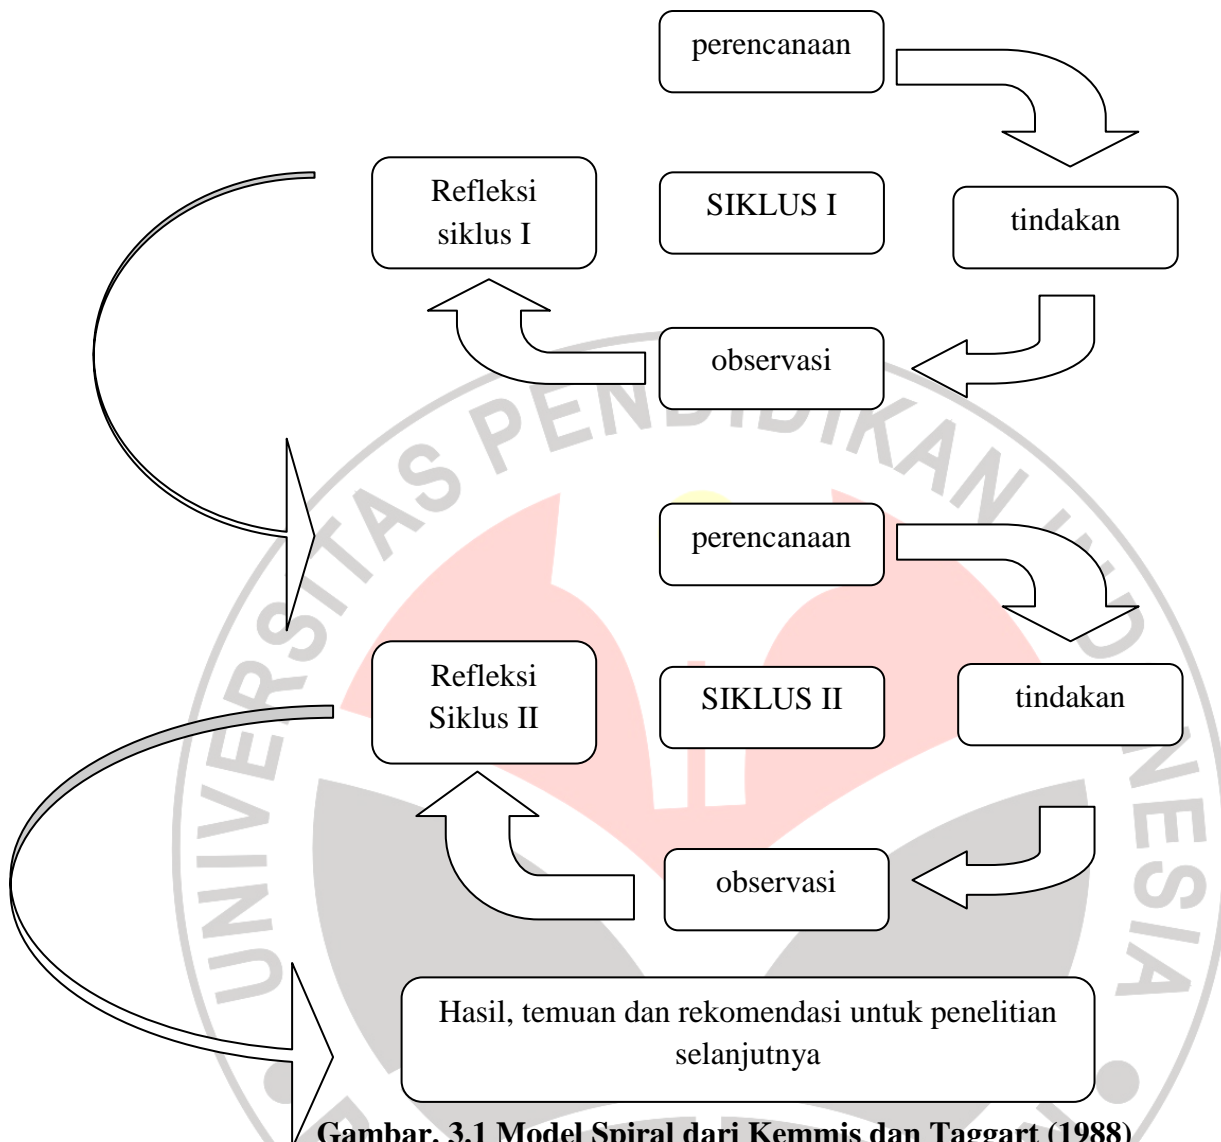 perencanaan
Refleksi
siklus I
SIKLUS I
tindakan
observasi
UNIVERSITAS PENDIDIKAN INDONESIA
perencanaan
Refleksi
Siklus II
SIKLUS II
tindakan
observasi
Hasil, temuan dan rekomendasi untuk penelitian
selanjutnya
Gambar. 3.1 Model Spiral dari Kemmis dan Taggart (1988)